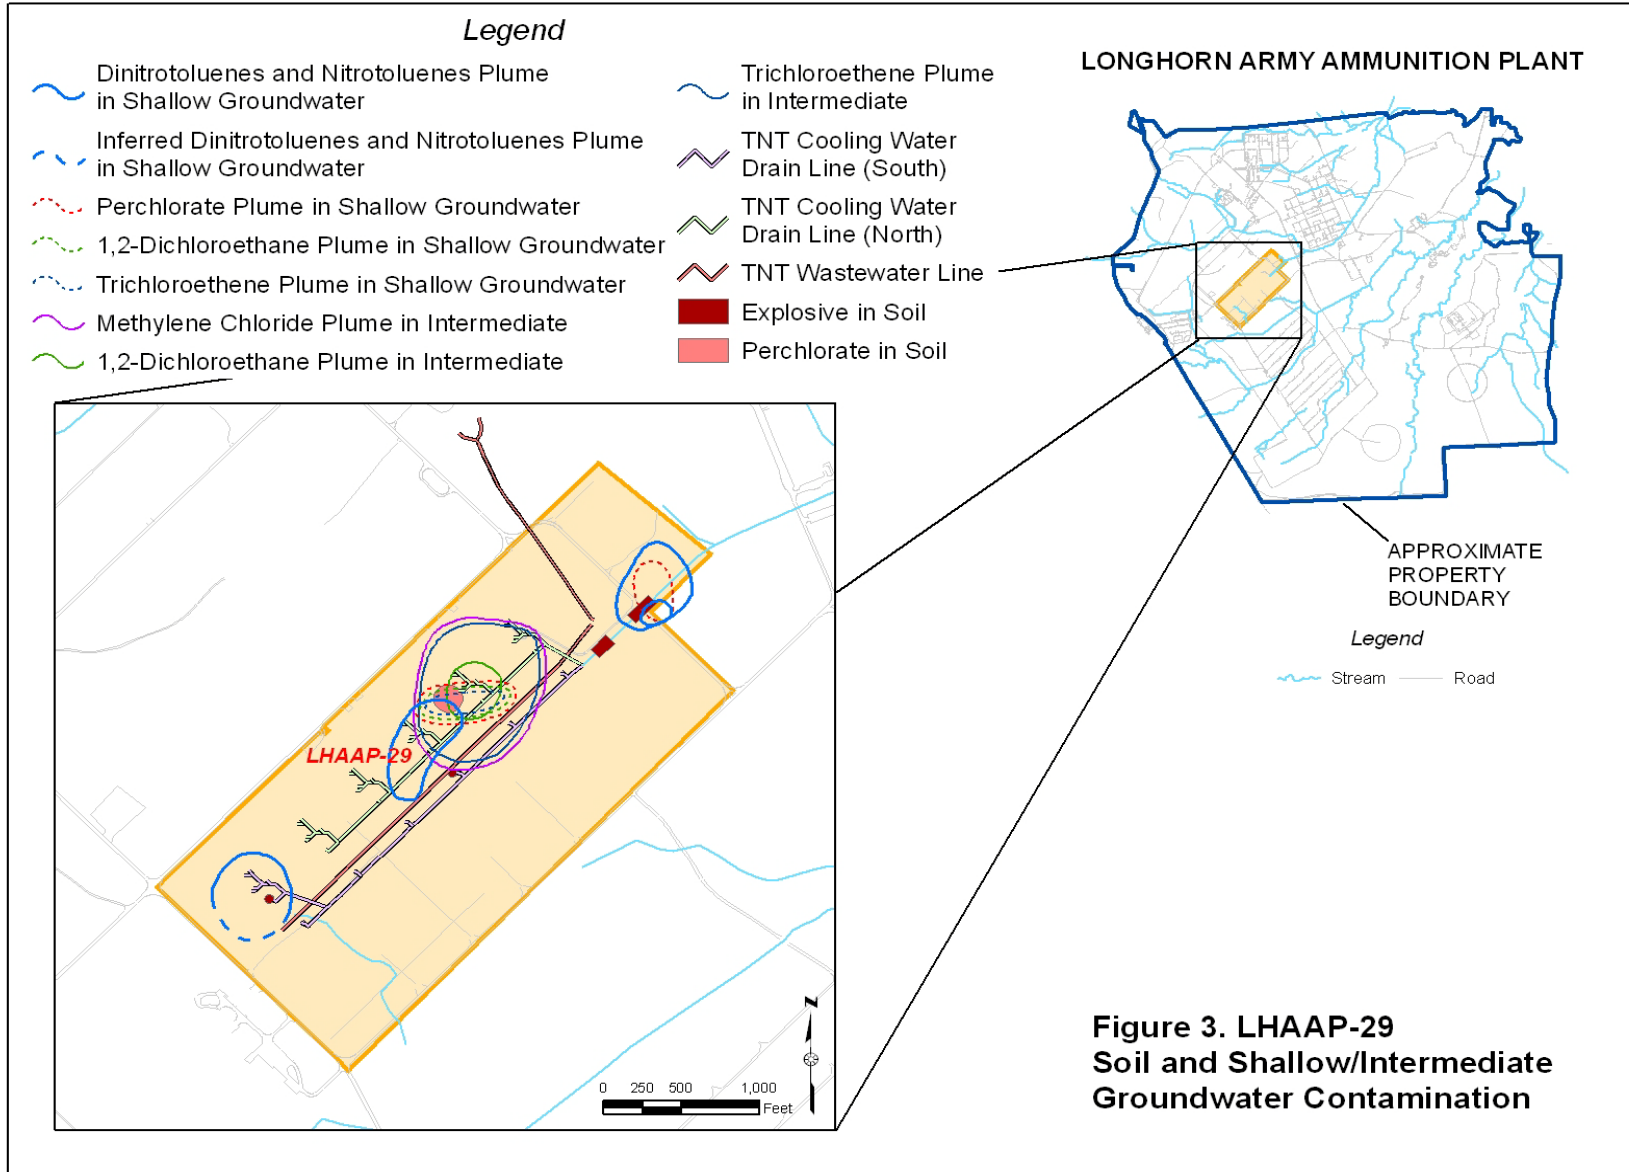 Legend
Dinitrotoluenes and Nitrotoluenes Plume
in Shallow Groundwater
Inferred Dinitrotoluenes and Nitrotoluenes Plume
in Shallow Groundwater
Perchlorate Plume in Shallow Groundwater
1,2-Dichloroethane Plume in Shallow Groundwater
Trichloroethene Plume in Shallow Groundwater
Methylene Chloride Plume in Intermediate
1,2-Dichloroethane Plume in Intermediate
Trichloroethene Plume
in Intermediate
TNT Cooling Water
Drain Line (South)
TNT Cooling Water
Drain Line (North)
TNT Wastewater Line
Explosive in Soil
Perchlorate in Soil
LONGHORN ARMY AMMUNITION PLANT
APPROXIMATE
PROPERTY
BOUNDARY
Legend
Stream
Road
LHAAP-29
N
0 250 500 1,000
Feet
Figure 3. LHAAP-29
Soil and Shallow/Intermediate
Groundwater Contamination